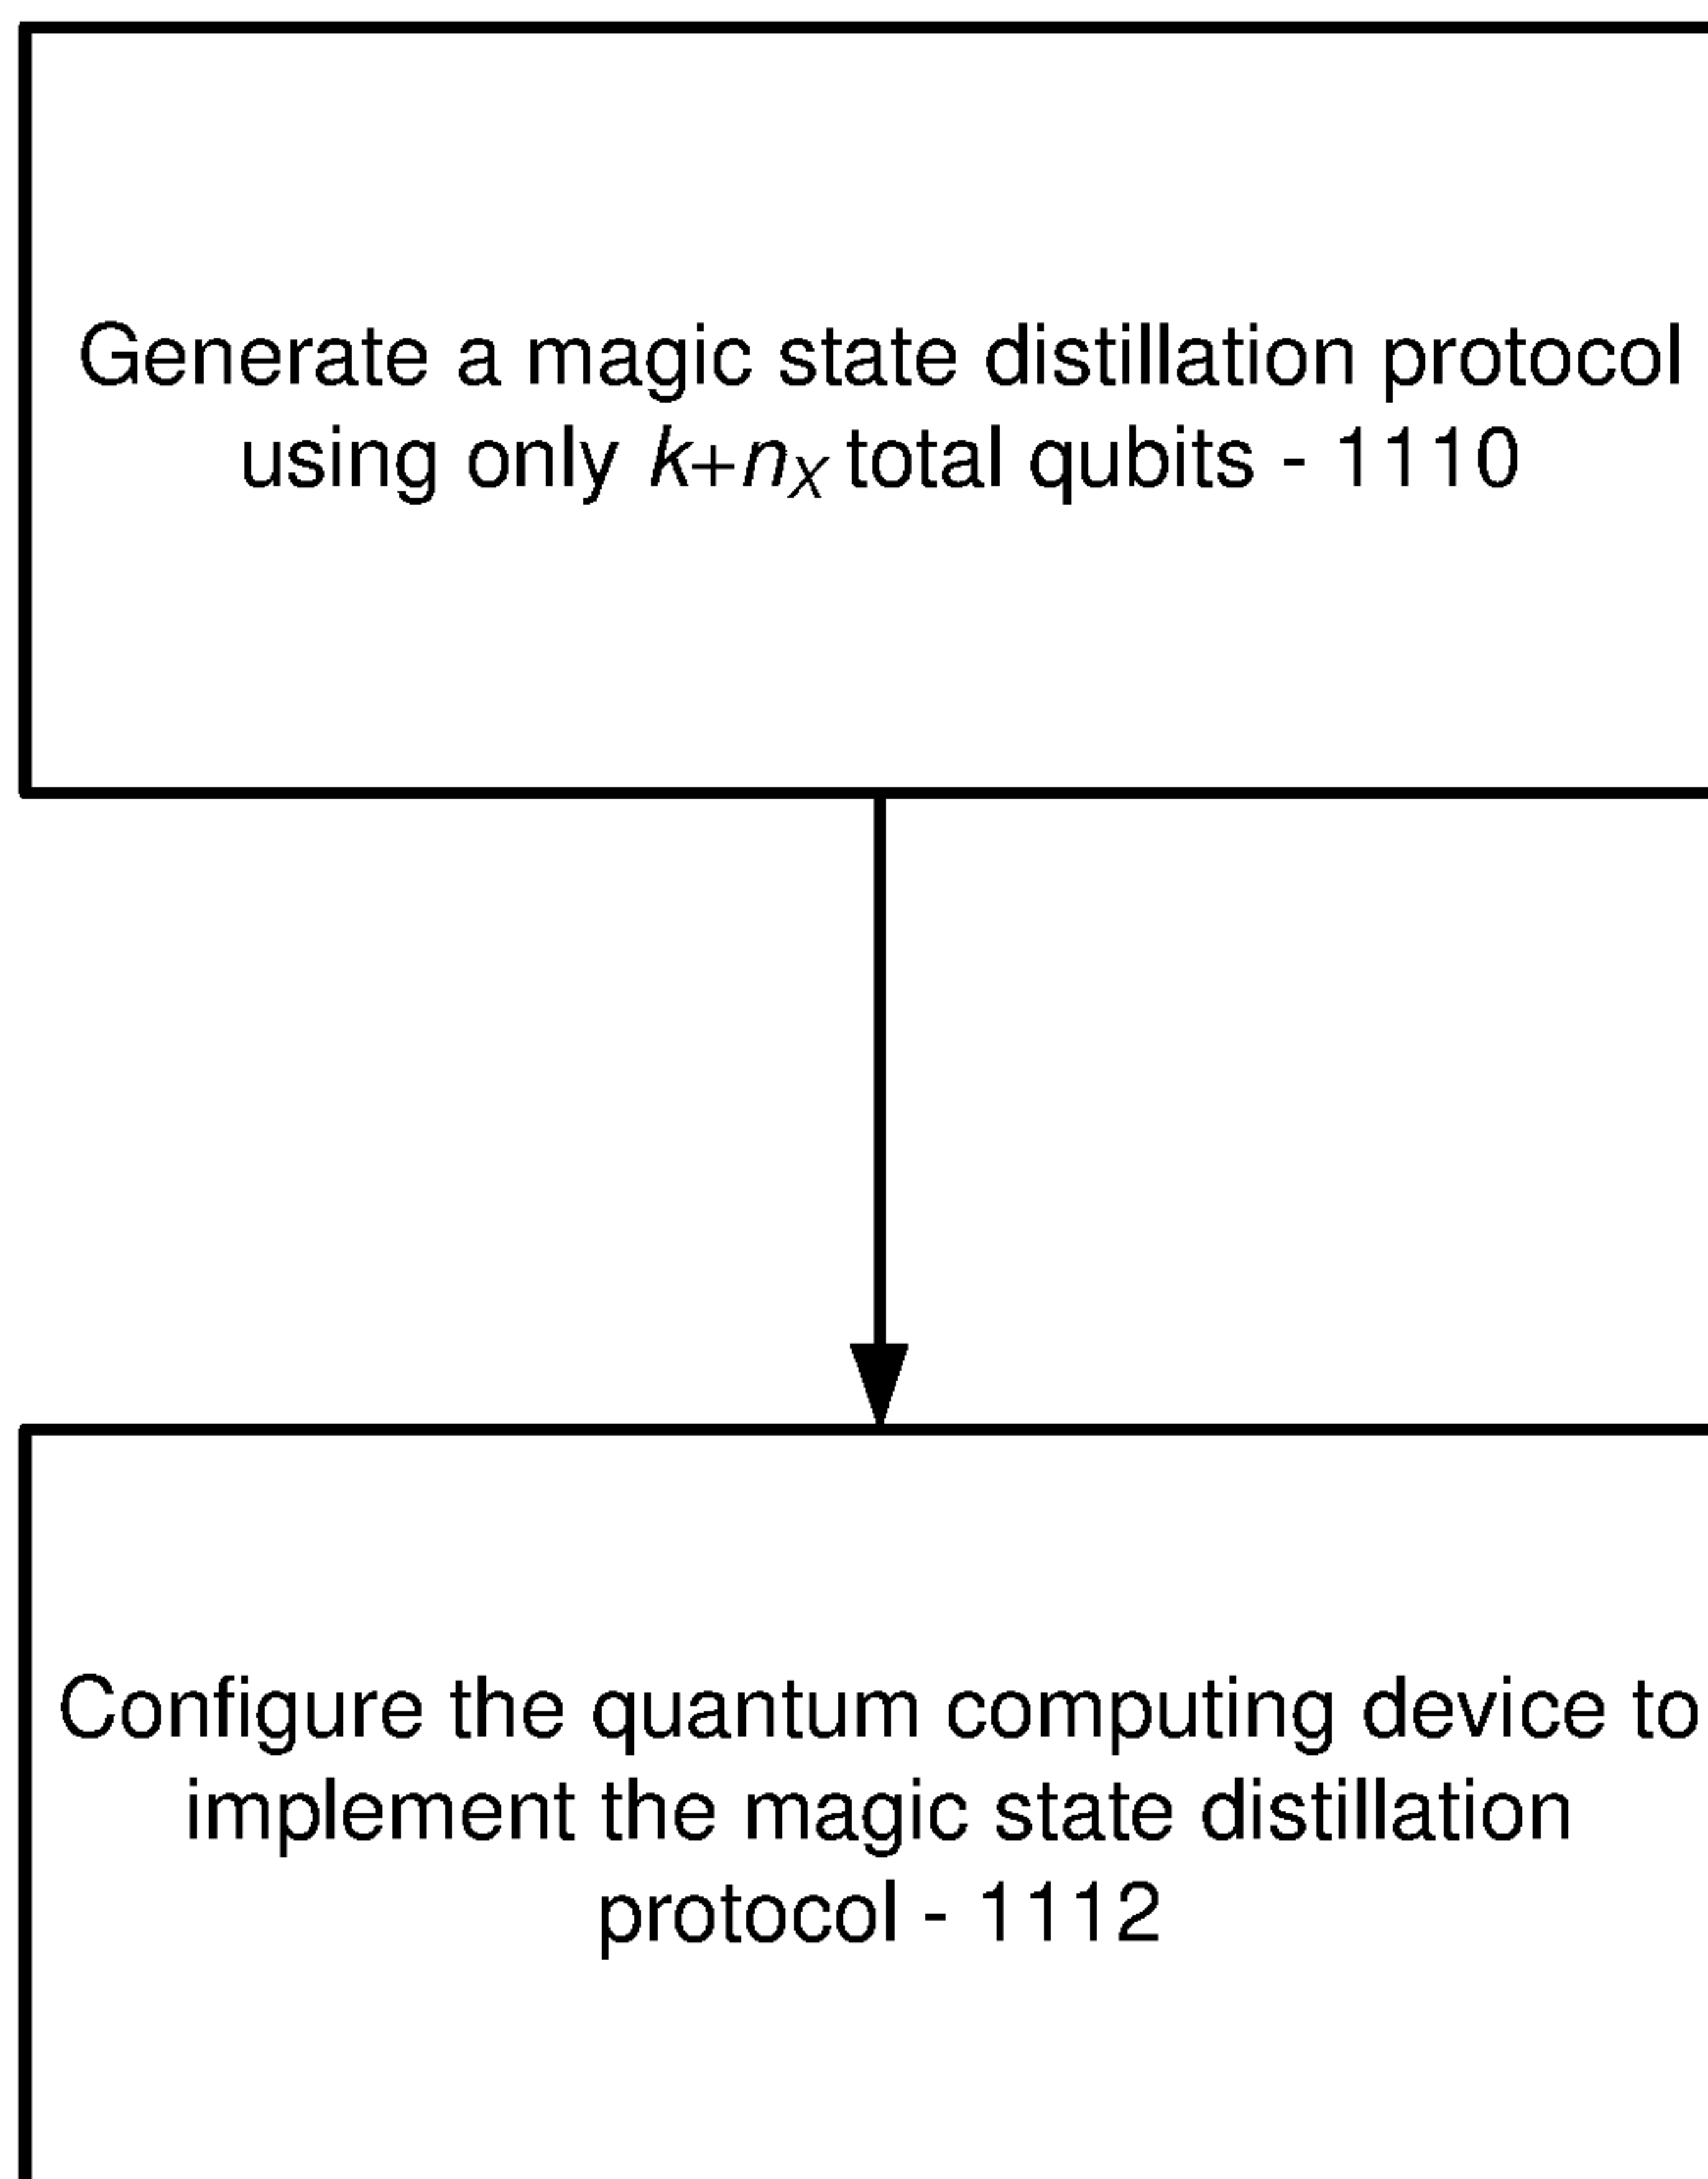 Generate a magic state distillation protocol
using only k+nX total qubits - 1110
Configure the quantum computing device to
implement the magic state distillation
protocol - 1112